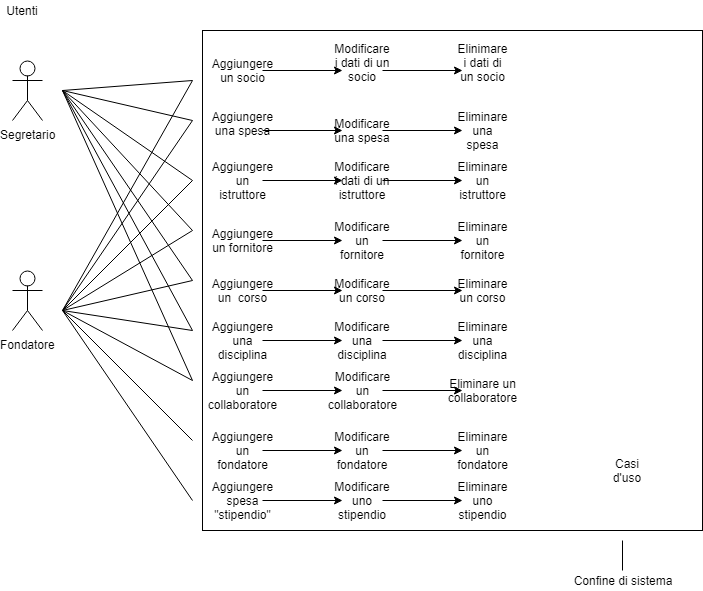 Utenti
Segretario
Fondatore
Aggiungere
un socio
Modificare
i dati di un
socio
Elinimare
i dati di
un socio
Aggiungere
una spesa
Modificare
una spesa
Eliminare
una
spesa
Aggiungere
un
istruttore
Modificare
i dati di un
istruttore
Eliminare
un
istruttore
Aggiungere
un fornitore
Modificare
un
fornitore
Eliminare
un
fornitore
Aggiungere
un  corso
Modificare
un corso
Eliminare
un corso
Aggiungere
una
disciplina
Modificare
una
disciplina
Eliminare
una
disciplina
Aggiungere
un
collaboratore
Modificare
un
collaboratore
Eliminare un
collaboratore
Aggiungere
un
fondatore
Modificare
un
fondatore
Eliminare
un
fondatore
Aggiungere
spesa
"stipendio"
Modificare
uno
stipendio
Eliminare
uno
stipendio
Casi
d'uso
Confine di sistema